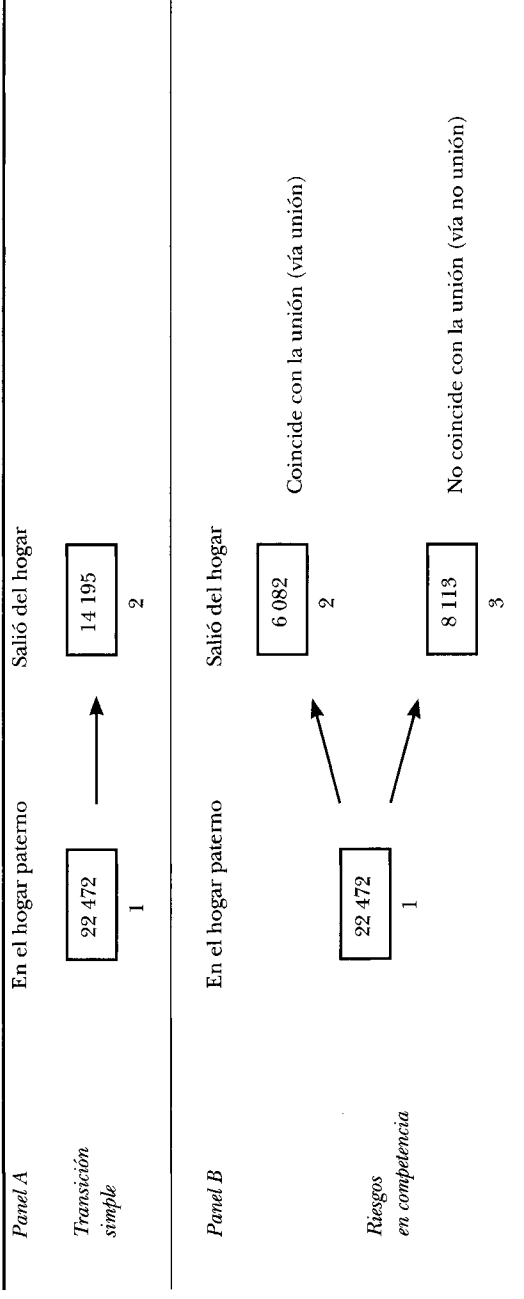 Panel A
En el hogar paterno
Salió del hogar
Transición
simple
22 472
14 195
1
2
Panel B
En el hogar paterno
Salió del hogar
6 082
Coincide con la unión (vía unión)
2
Riesgos
en competencia
22 472
1
8 113
No coincide con la unión (vía no unión)
3